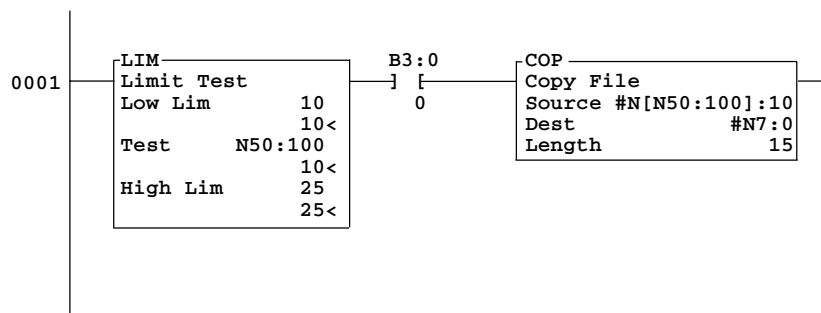 LIM
B3:0
COP
0001
Limit Test
] [
Copy File
Low Lim 10
0
Source #N[N50:100]:10
10<
Dest #N7:0
Test N50:100
Length 15
10<
High Lim 25
25<